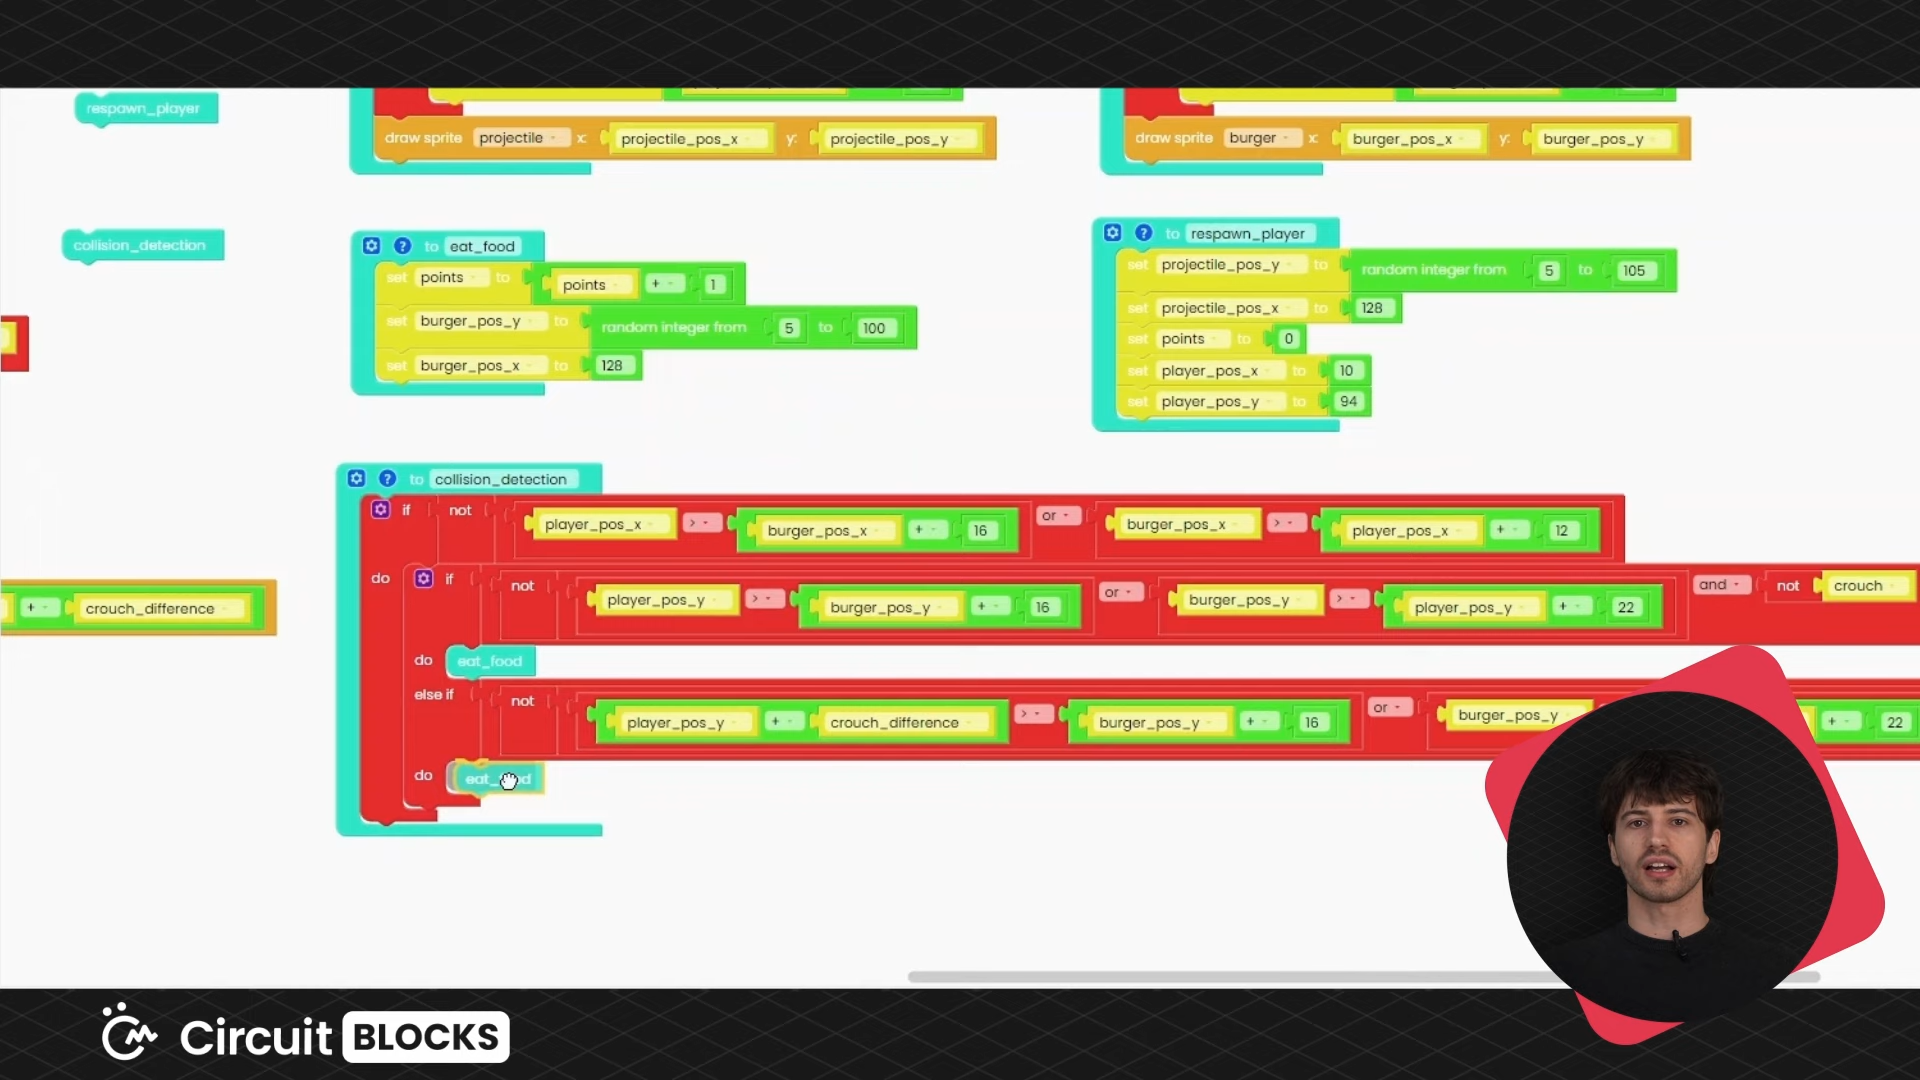 respawn_player
draw sprite projectile x: projectile_pos_x y: projectile_pos_y
draw sprite burger x: burger_pos_x y: burger_pos_y
collision_detection
? to eat_food
set points to points + 1
set burger_pos_y to random integer from 5 to 100
set burger_pos_x to 128
? to respawn_player
set projectile_pos_y to random integer from 5 to 105
set projectile_pos_x to 128
set points to 0
set player_pos_x to 10
set player_pos_y to 94
+ crouch_difference
? to collision_detection
if not player_pos_x > burger_pos_x + 16 or burger_pos_x > player_pos_x + 12
do if not player_pos_y > burger_pos_y + 16 or burger_pos_y > player_pos_y + 22 and not crouch
do eat_food
else if not player_pos_y + crouch_difference > burger_pos_y + 16 or burger_pos_y + 22
do
Circuit BLOCKS